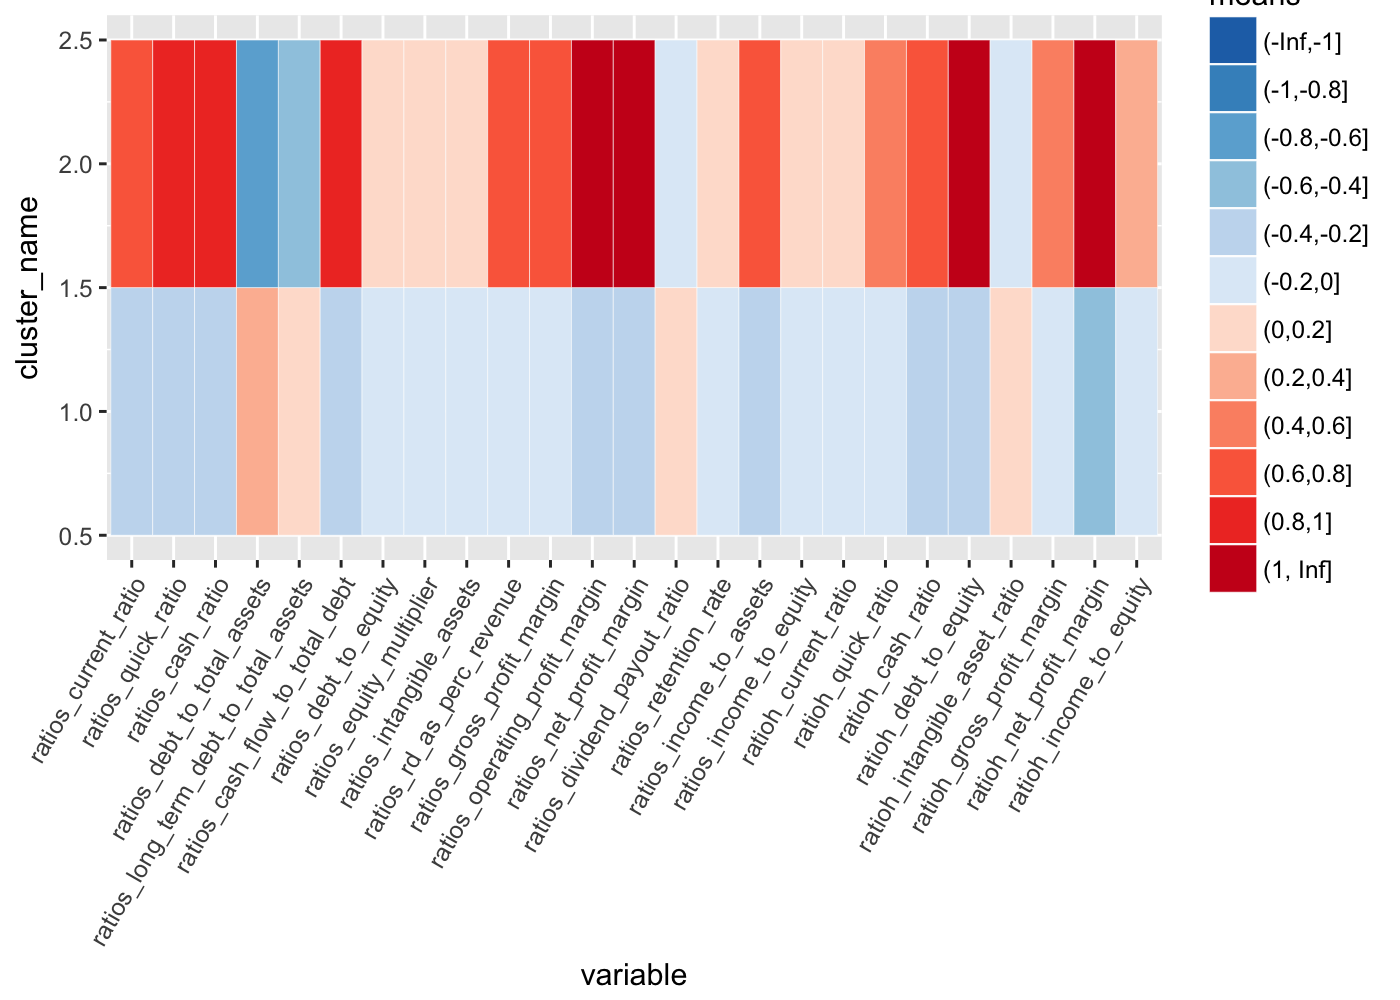 means
(-Inf,-1]
(-1,-0.8]
(-0.8,-0.6]
(-0.6,-0.4]
(-0.4,-0.2]
(-0.2,0]
(0,0.2]
(0.2,0.4]
(0.4,0.6]
(0.6,0.8]
(0.8,1]
(1, Inf]
cluster_name
2.5
2.0
1.5
1.0
0.5
ratios_current_ratio
ratios_quick_ratio
ratios_cash_ratio
ratios_debt_to_total_assets
ratios_long_term_debt_to_total_assets
ratios_cash_flow_to_total_debt
ratios_debt_to_equity
ratios_equity_multiplier
ratios_intangible_assets
ratios_rd_as_perc_revenue
ratios_gross_profit_margin
ratios_operating_profit_margin
ratios_net_profit_margin
ratios_dividend_payout_ratio
ratios_retention_rate
ratios_income_to_assets
ratios_income_to_equity
ratioh_current_ratio
ratioh_quick_ratio
ratioh_cash_ratio
ratioh_debt_to_equity
ratioh_intangible_asset_ratio
ratioh_gross_profit_margin
ratioh_net_profit_margin
ratioh_income_to_equity
variable